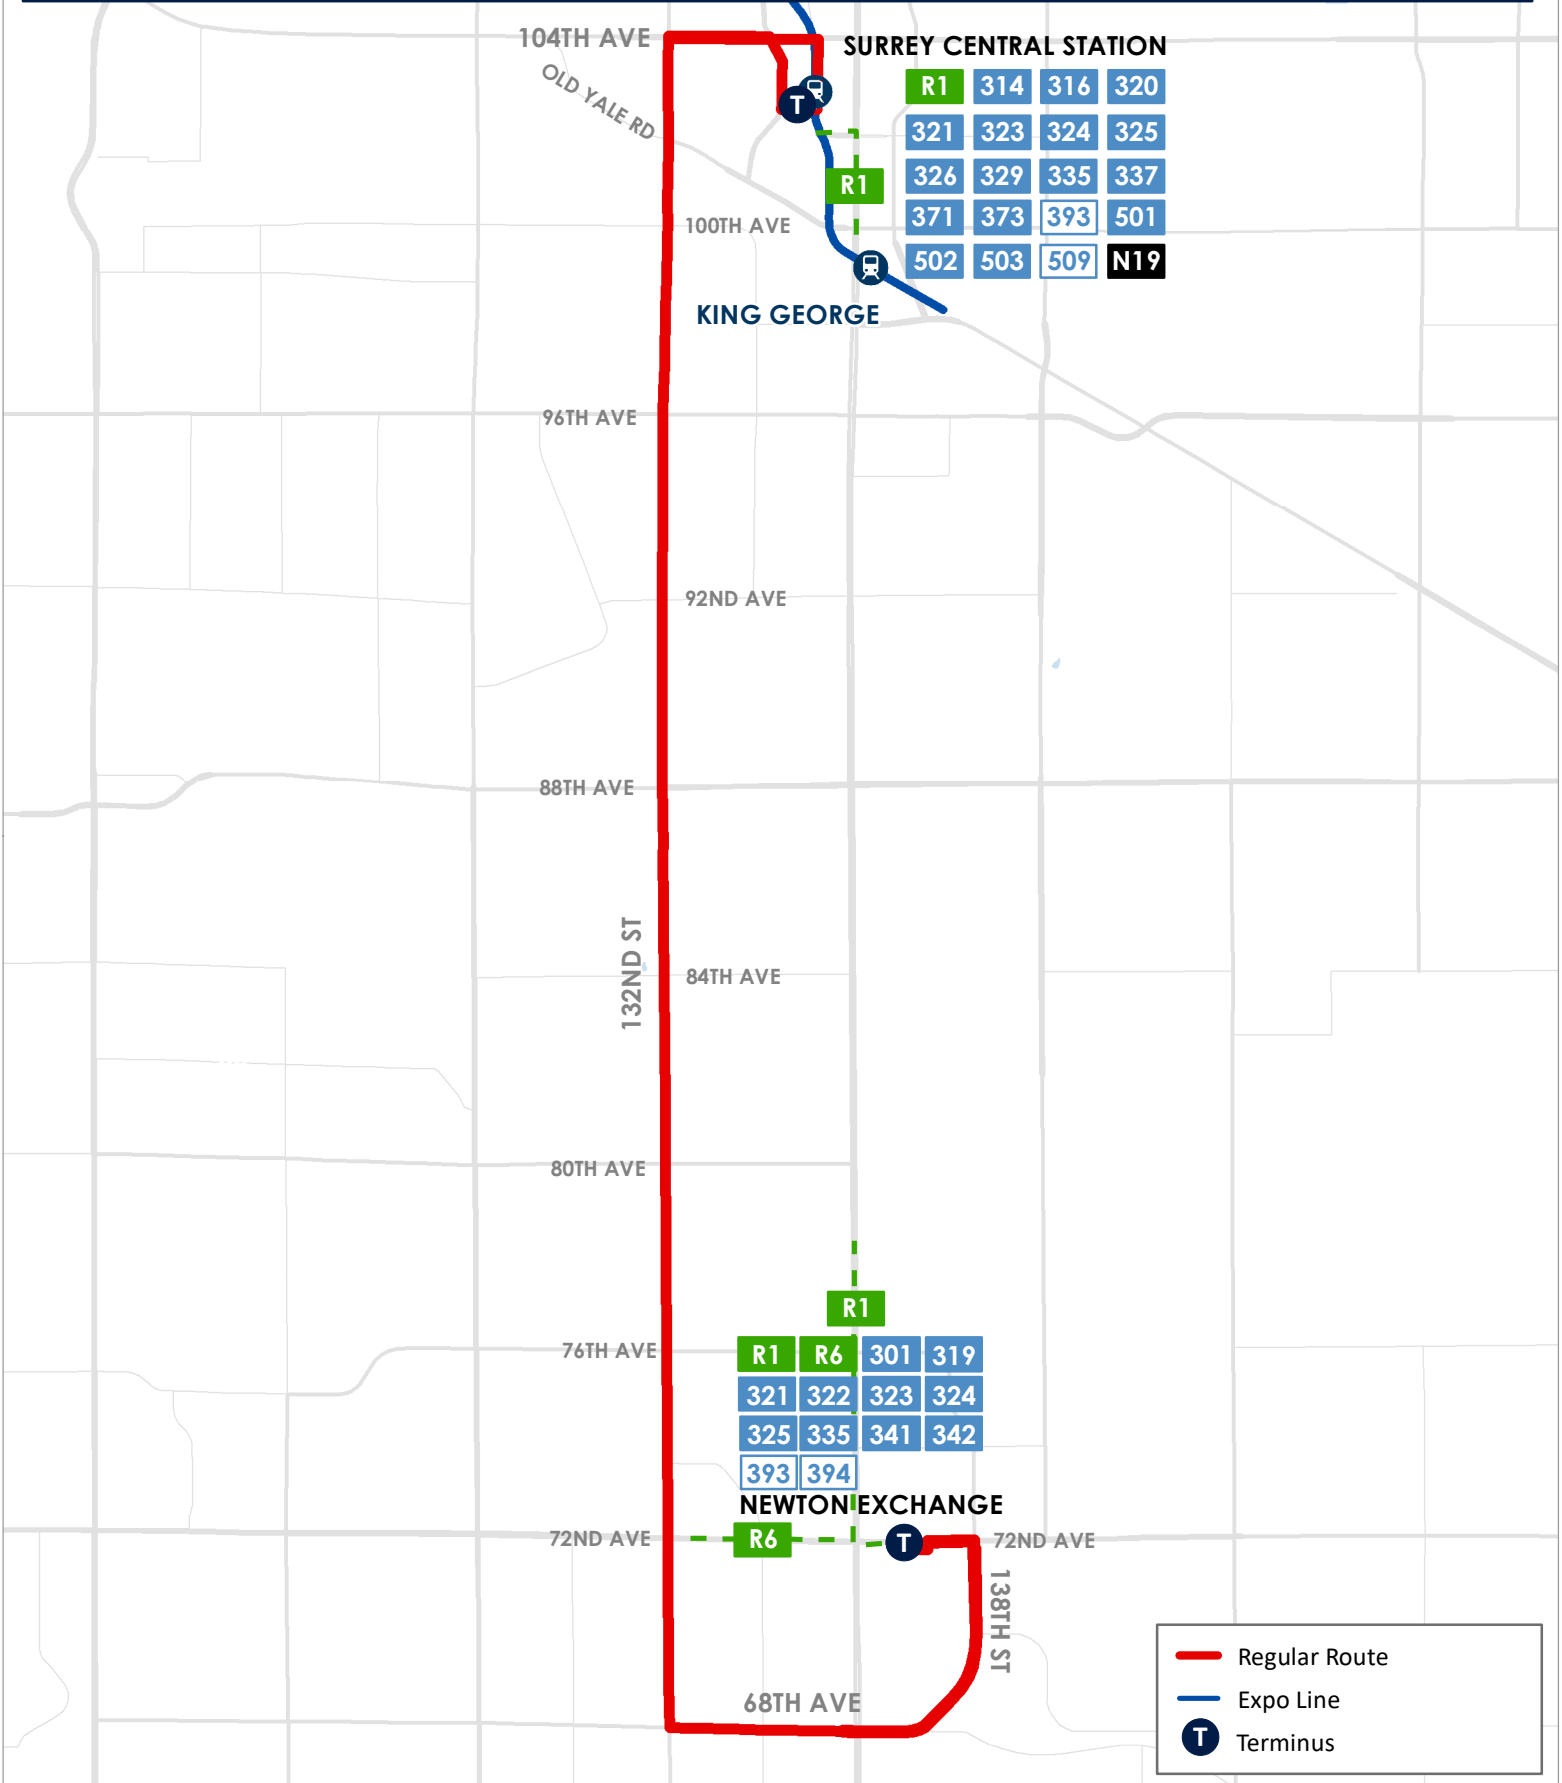 104TH AVE
SURREY CENTRAL STATION
OLD YALE RD
T
R1 314 316 320
321 323 324 325
326 329 335 337
371 373 393 501
502 503 509 N19
R1
100TH AVE
KING GEORGE
96TH AVE
92ND AVE
88TH AVE
132ND ST
84TH AVE
80TH AVE
R1
76TH AVE
R1 R6 301 319
321 322 323 324
325 335 341 342
393 394
NEWTON EXCHANGE
72ND AVE
R6
T
72ND AVE
138TH ST
68TH AVE
Regular Route
Expo Line
T Terminus